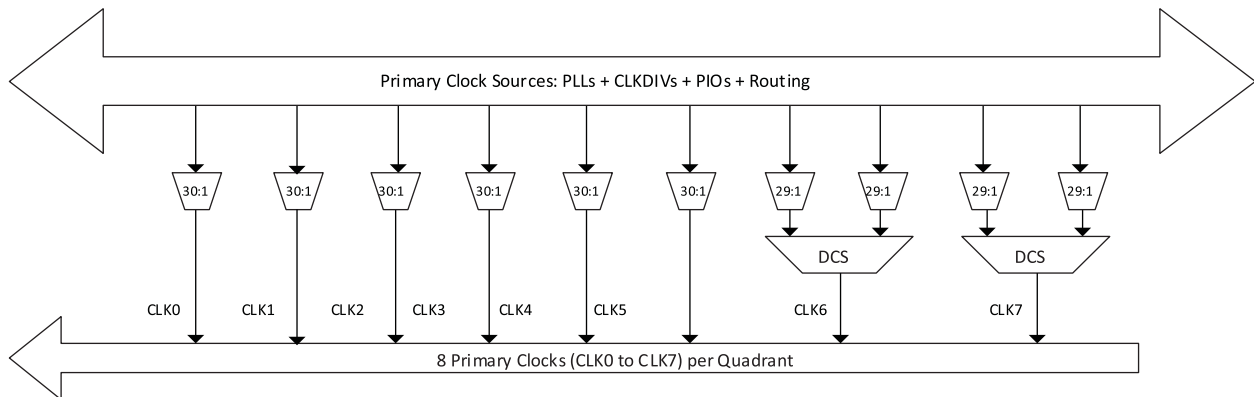 Primary Clock Sources: PLLs + CLKDIVs + PIOs + Routing
30:1 30:1 30:1 30:1 30:1 30:1 29:1 29:1 29:1 29:1
DCS DCS
CLK0 CLK1 CLK2 CLK3 CLK4 CLK5 CLK6 CLK7
8 Primary Clocks (CLK0 to CLK7) per Quadrant